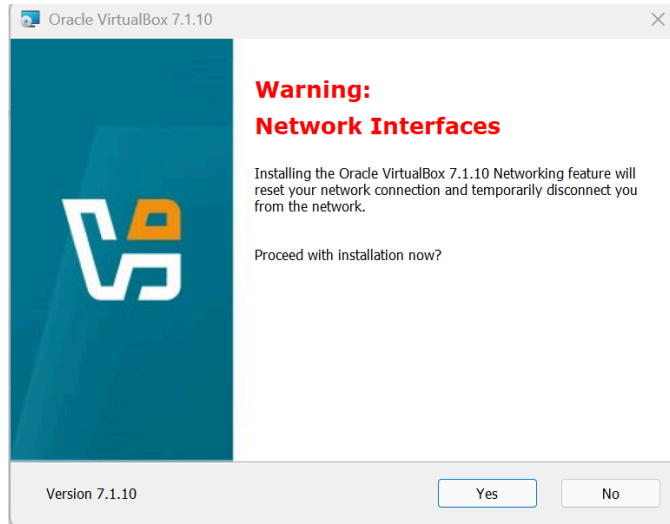 Oracle VirtualBox 7.1.10
Warning:
Network Interfaces
Installing the Oracle VirtualBox 7.1.10 Networking feature will
reset your network connection and temporarily disconnect you
from the network.
Proceed with installation now?
Version 7.1.10
Yes
No